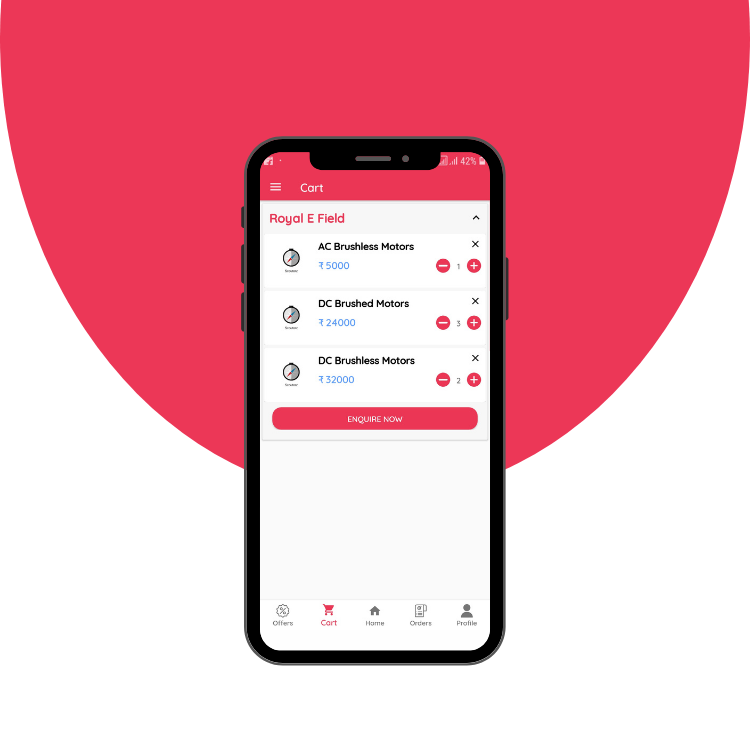 42%
Cart
Royal E Field
AC Brushless Motors
₹ 5000
1
DC Brushed Motors
₹ 24000
3
DC Brushless Motors
₹ 32000
2
ENQUIRE NOW
Offers Cart Home Orders Profile